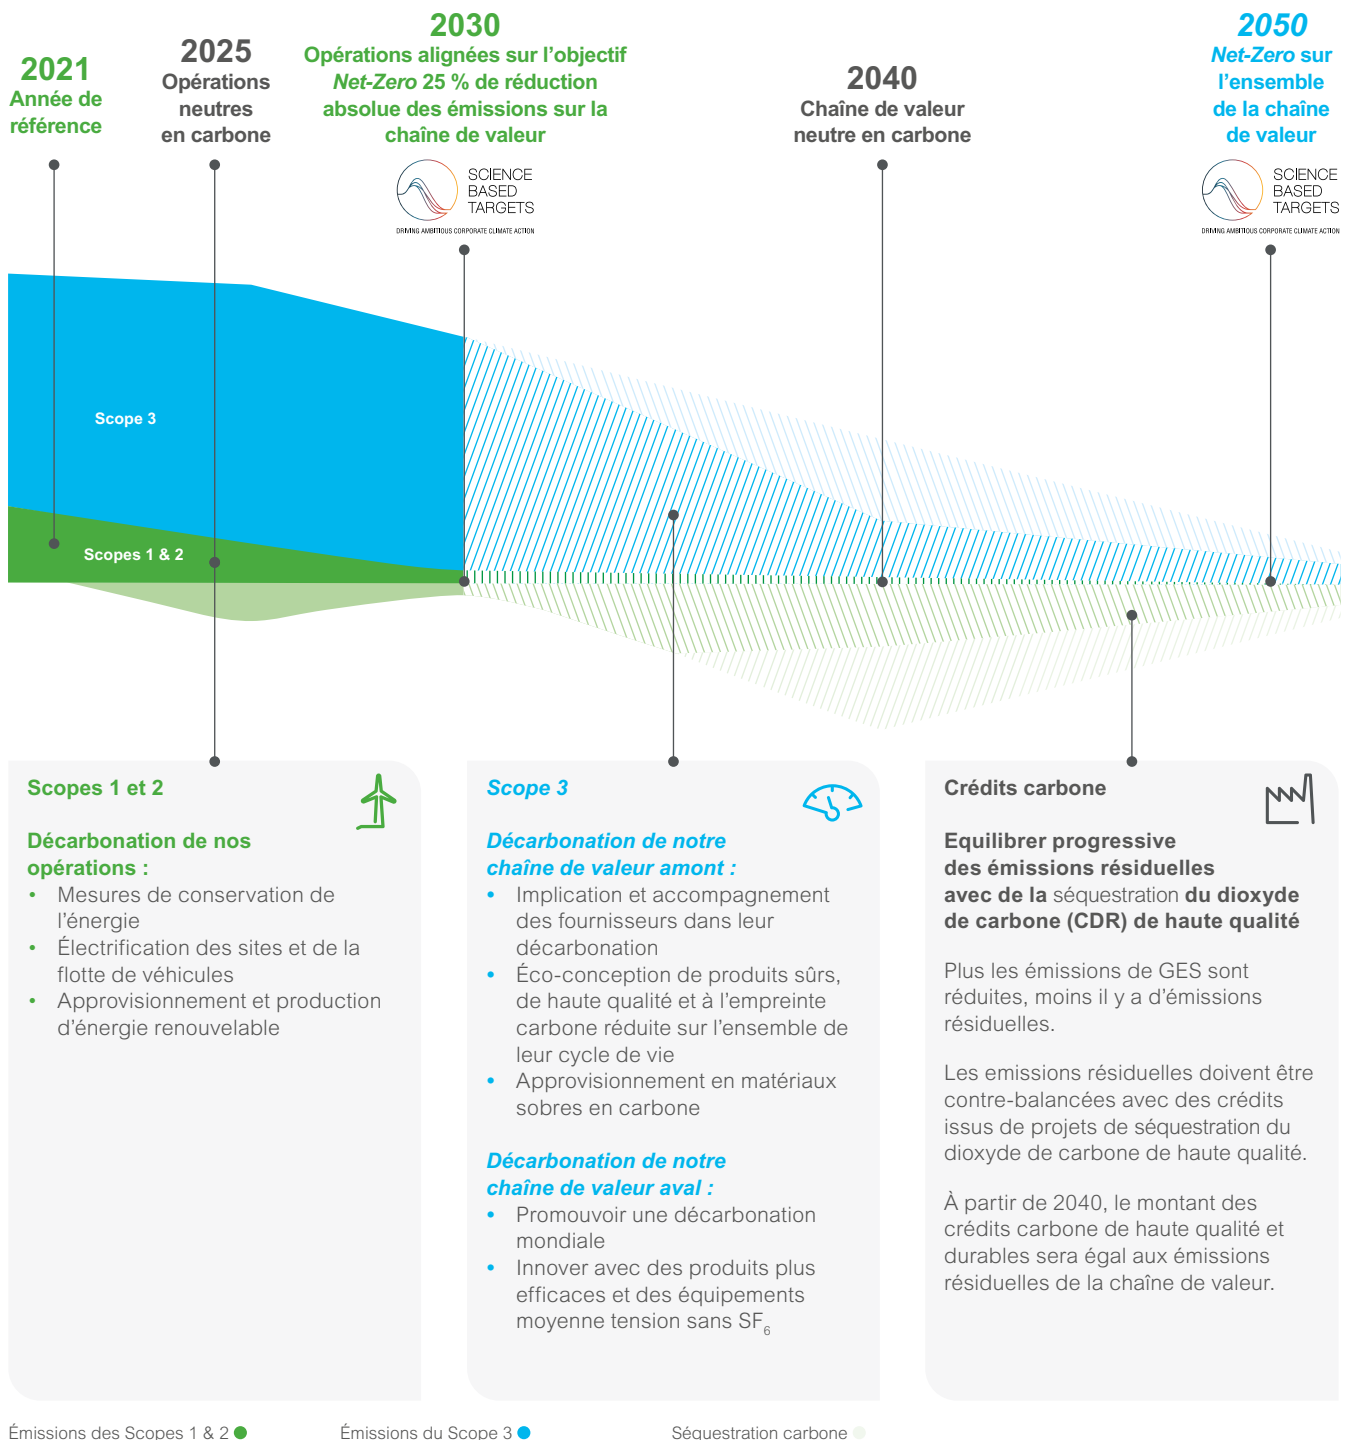 2021
Année de
référence
2025
Opérations
neutres
en carbone
2030
Opérations alignées sur l'objectif
Net-Zero 25 % de réduction
absolue des émissions sur la
chaîne de valeur
2040
Chaîne de valeur
neutre en carbone
2050
Net-Zero sur
l'ensemble
de la chaîne
de valeur
SCIENCE
BASED
TARGETS
DRIVING AMBITIOUS CORPORATE CLIMATE ACTION
SCIENCE
BASED
TARGETS
DRIVING AMBITIOUS CORPORATE CLIMATE ACTION
Scope 3
Scopes 1 & 2
Scopes 1 et 2
Décarbonation de nos
opérations :
• Mesures de conservation de
l'énergie
• Électrification des sites et de la
flotte de véhicules
• Approvisionnement et production
d'énergie renouvelable
Scope 3
Décarbonation de notre
chaîne de valeur amont :
• Implication et accompagnement
des fournisseurs dans leur
décarbonation
• Éco-conception de produits sûrs,
de haute qualité et à l'empreinte
carbone réduite sur l'ensemble de
leur cycle de vie
• Approvisionnement en matériaux
sobres en carbone
Décarbonation de notre
chaîne de valeur aval :
• Promouvoir une décarbonation
mondiale
• Innover avec des produits plus
efficaces et des équipements
moyenne tension sans SF₆
Crédits carbone
Equilibrer progressive
des émissions résiduelles
avec de la séquestration du dioxyde
de carbone (CDR) de haute qualité
Plus les émissions de GES sont
réduites, moins il y a d'émissions
résiduelles.
Les emissions résiduelles doivent être
contre-balancées avec des crédits
issus de projets de séquestration du
dioxyde de carbone de haute qualité.
À partir de 2040, le montant des
crédits carbone de haute qualité et
durables sera égal aux émissions
résiduelles de la chaîne de valeur.
Émissions des Scopes 1 & 2
Émissions du Scope 3
Séquestration carbone